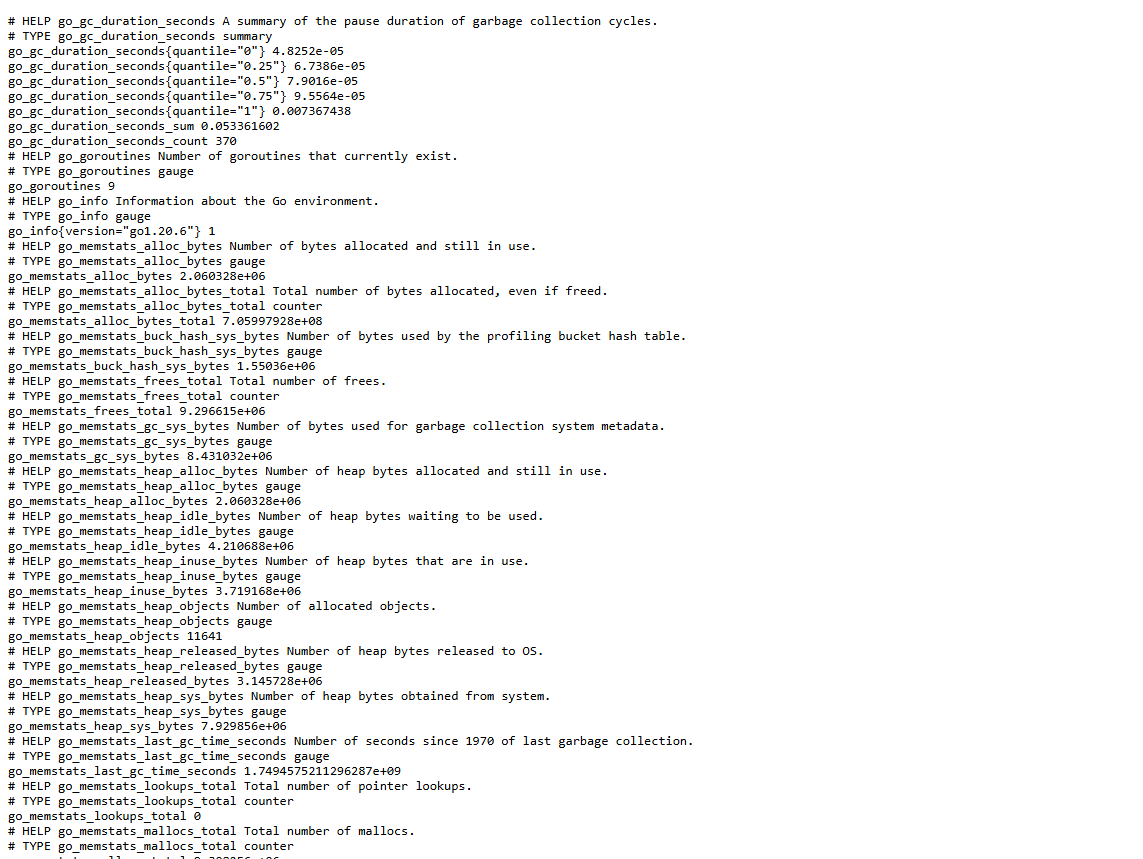 # HELP go_gc_duration_seconds A summary of the pause duration of garbage collection cycles.
# TYPE go_gc_duration_seconds summary
go_gc_duration_seconds{quantile="0"} 4.8252e-05
go_gc_duration_seconds{quantile="0.25"} 6.7386e-05
go_gc_duration_seconds{quantile="0.5"} 7.9016e-05
go_gc_duration_seconds{quantile="0.75"} 9.5564e-05
go_gc_duration_seconds{quantile="1"} 0.007367438
go_gc_duration_seconds_sum 0.053361602
go_gc_duration_seconds_count 370
# HELP go_goroutines Number of goroutines that currently exist.
# TYPE go_goroutines gauge
go_goroutines 9
# HELP go_info Information about the Go environment.
# TYPE go_info gauge
go_info{version="go1.20.6"} 1
# HELP go_memstats_alloc_bytes Number of bytes allocated and still in use.
# TYPE go_memstats_alloc_bytes gauge
go_memstats_alloc_bytes 2.060328e+06
# HELP go_memstats_alloc_bytes_total Total number of bytes allocated, even if freed.
# TYPE go_memstats_alloc_bytes_total counter
go_memstats_alloc_bytes_total 7.05997928e+08
# HELP go_memstats_buck_hash_sys_bytes Number of bytes used by the profiling bucket hash table.
# TYPE go_memstats_buck_hash_sys_bytes gauge
go_memstats_buck_hash_sys_bytes 1.55036e+06
# HELP go_memstats_frees_total Total number of frees.
# TYPE go_memstats_frees_total counter
go_memstats_frees_total 9.296615e+06
# HELP go_memstats_gc_sys_bytes Number of bytes used for garbage collection system metadata.
# TYPE go_memstats_gc_sys_bytes gauge
go_memstats_gc_sys_bytes 8.431032e+06
# HELP go_memstats_heap_alloc_bytes Number of heap bytes allocated and still in use.
# TYPE go_memstats_heap_alloc_bytes gauge
go_memstats_heap_alloc_bytes 2.060328e+06
# HELP go_memstats_heap_idle_bytes Number of heap bytes waiting to be used.
# TYPE go_memstats_heap_idle_bytes gauge
go_memstats_heap_idle_bytes 4.210688e+06
# HELP go_memstats_heap_inuse_bytes Number of heap bytes that are in use.
# TYPE go_memstats_heap_inuse_bytes gauge
go_memstats_heap_inuse_bytes 3.719168e+06
# HELP go_memstats_heap_objects Number of allocated objects.
# TYPE go_memstats_heap_objects gauge
go_memstats_heap_objects 11641
# HELP go_memstats_heap_released_bytes Number of heap bytes released to OS.
# TYPE go_memstats_heap_released_bytes gauge
go_memstats_heap_released_bytes 3.145728e+06
# HELP go_memstats_heap_sys_bytes Number of heap bytes obtained from system.
# TYPE go_memstats_heap_sys_bytes gauge
go_memstats_heap_sys_bytes 7.929856e+06
# HELP go_memstats_last_gc_time_seconds Number of seconds since 1970 of last garbage collection.
# TYPE go_memstats_last_gc_time_seconds gauge
go_memstats_last_gc_time_seconds 1.7494575211296287e+09
# HELP go_memstats_lookups_total Total number of pointer lookups.
# TYPE go_memstats_lookups_total counter
go_memstats_lookups_total 0
# HELP go_memstats_mallocs_total Total number of mallocs.
# TYPE go_memstats_mallocs_total counter